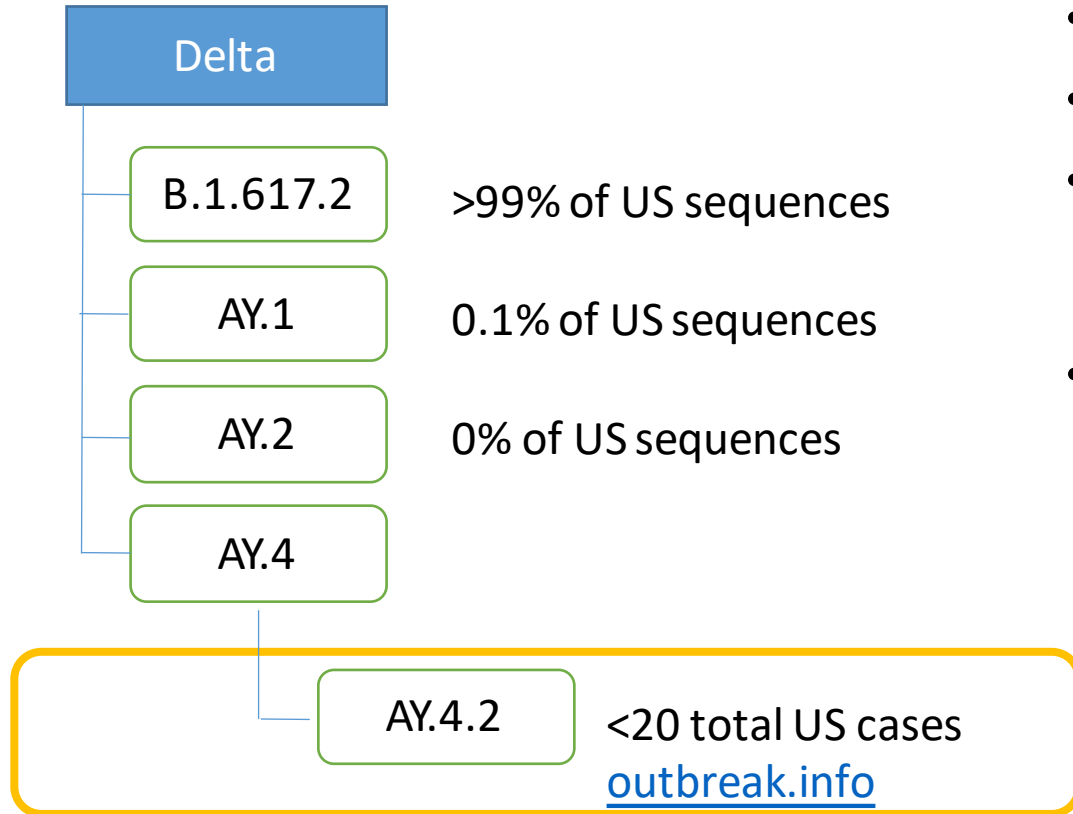 Delta
B.1.617.2
>99% of US sequences
AY.1
0.1% of US sequences
AY.2
0% of US sequences
AY.4
AY.4.2
<20 total US cases
outbreak.info